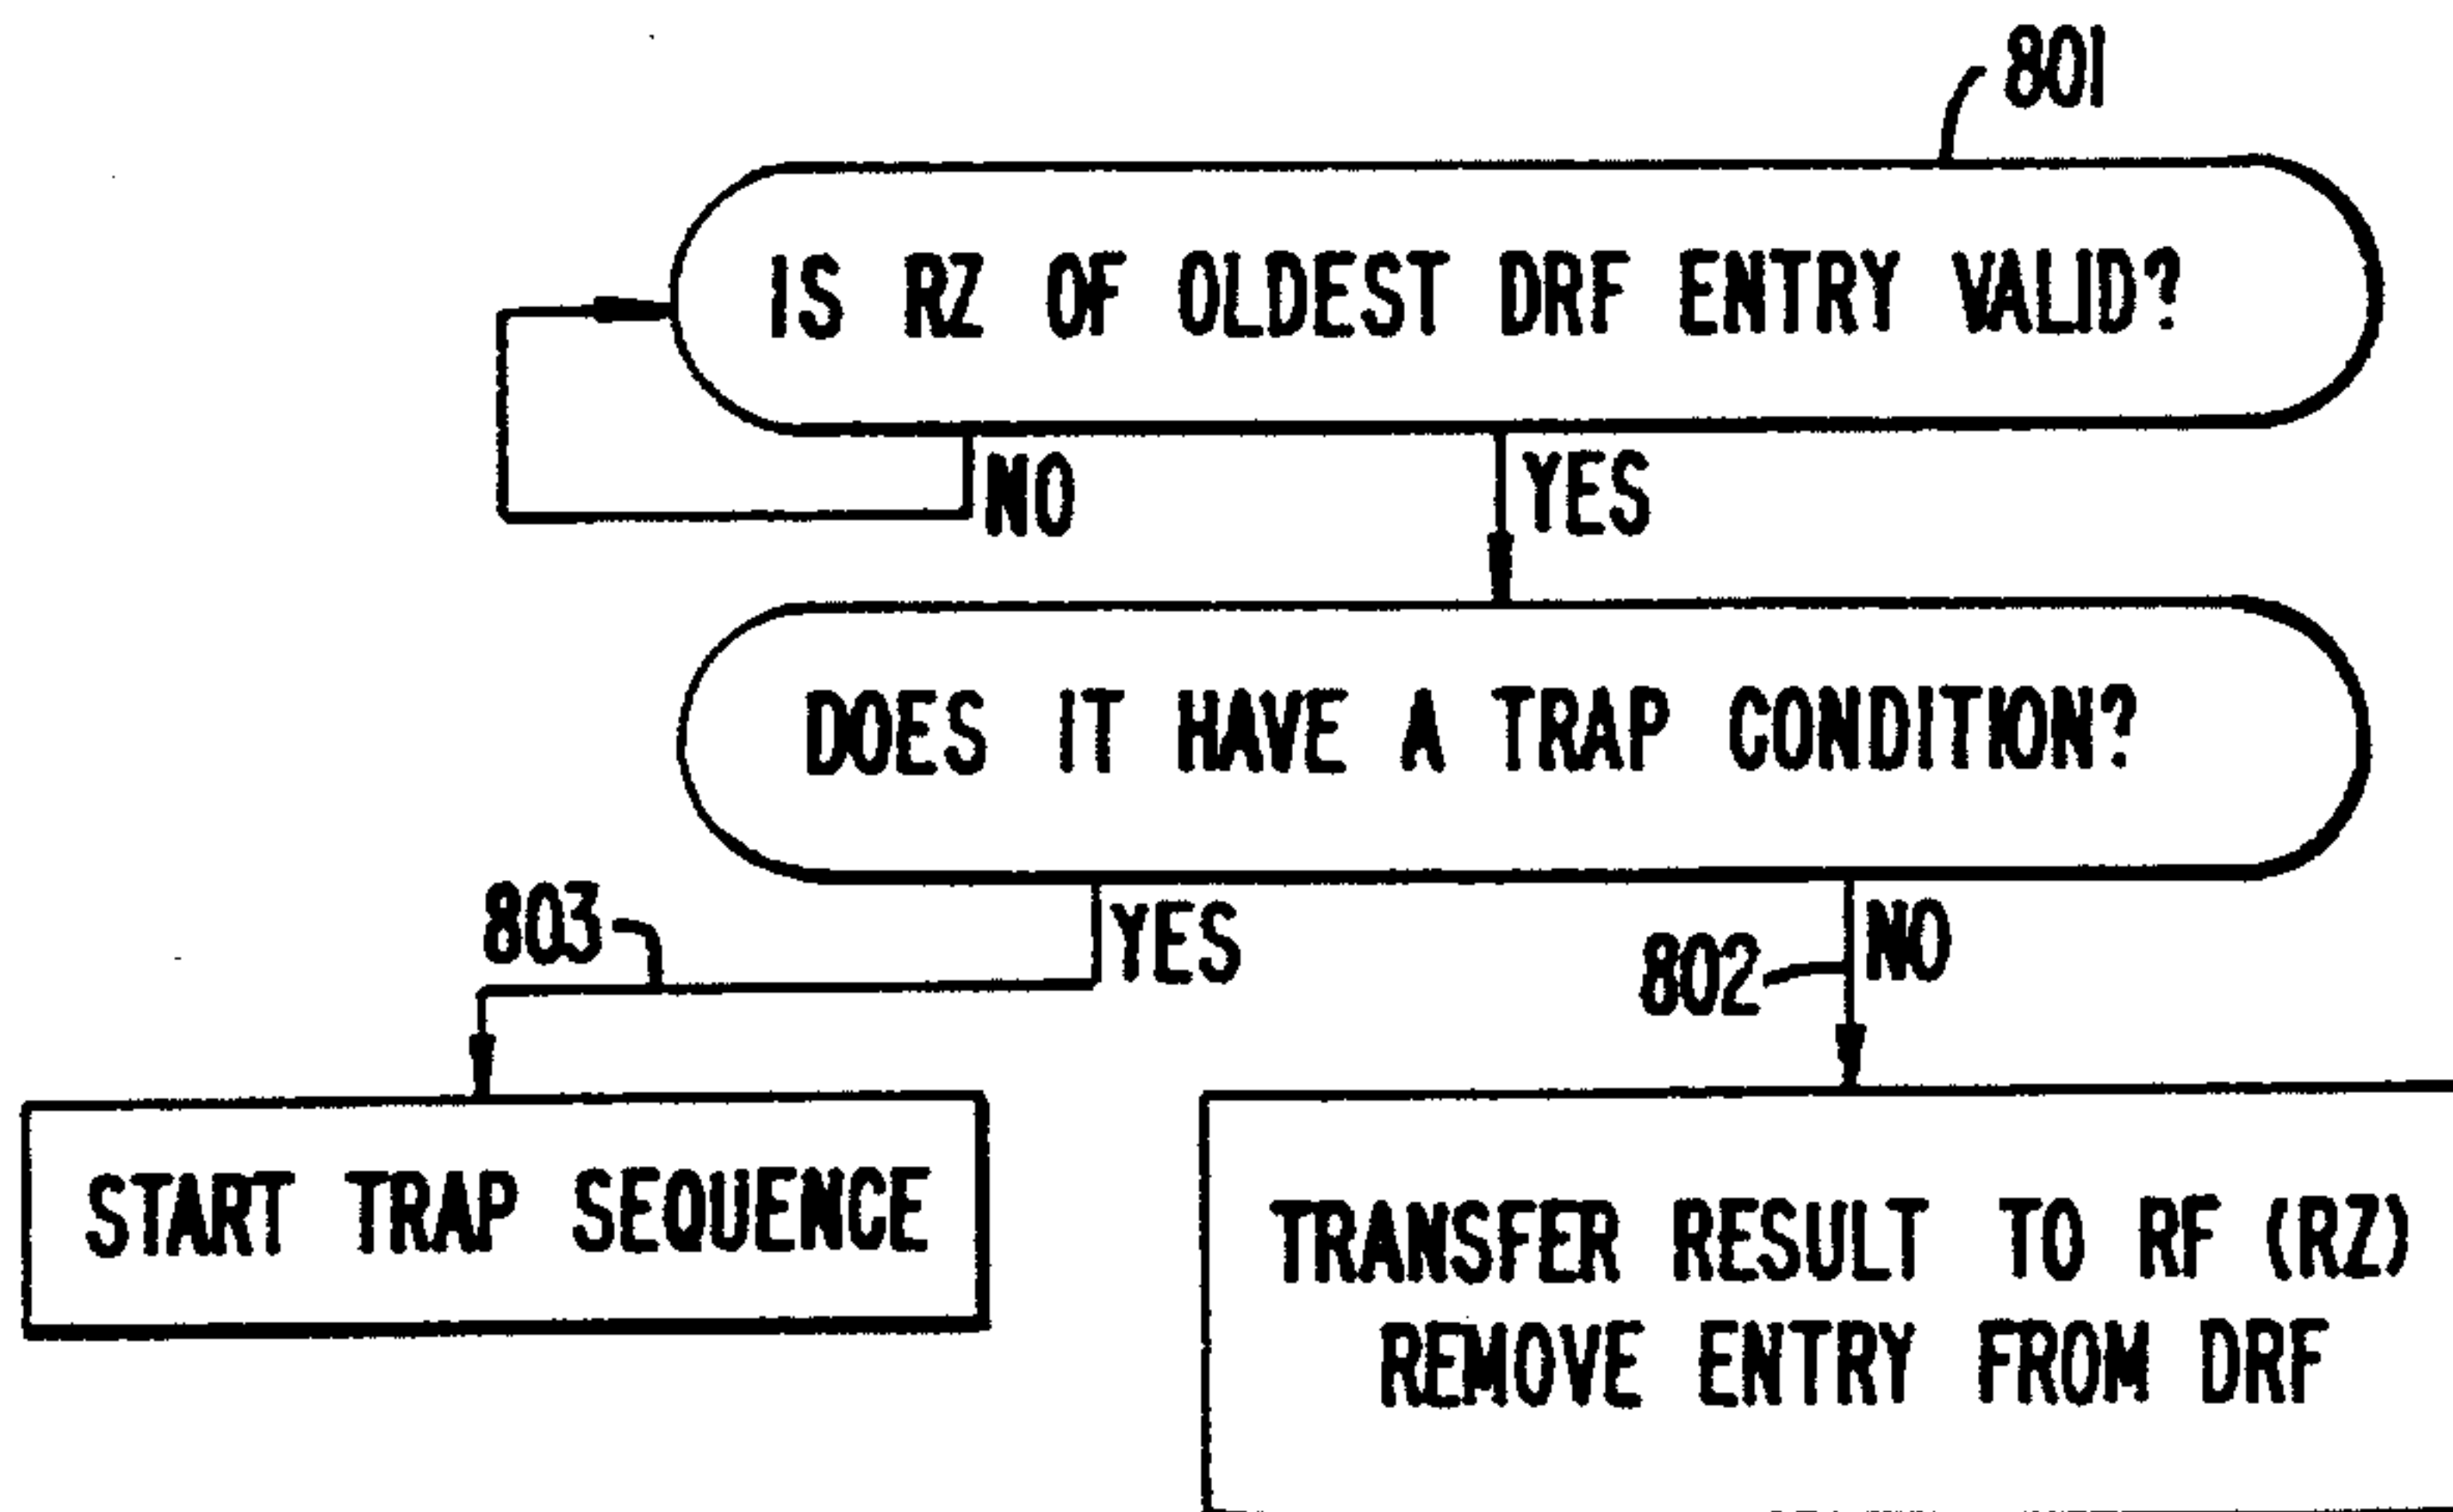 801
IS RZ OF OLDEST DRF ENTRY VALID?
NO
YES
DOES IT HAVE A TRAP CONDITION?
803
YES
802
NO
START TRAP SEQUENCE
TRANSFER RESULT TO RF (RZ)
REMOVE ENTRY FROM DRF